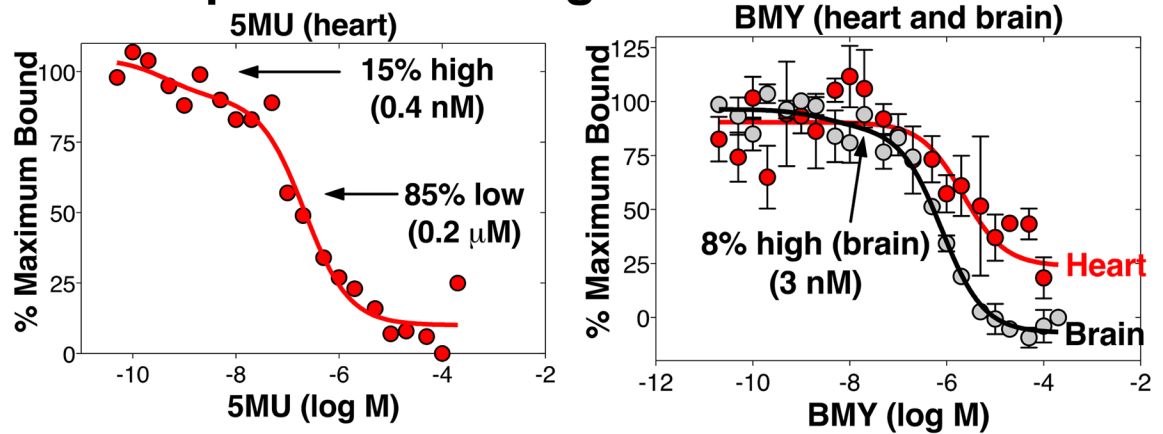 5MU (heart)
% Maximum Bound
100
75
50
25
0
15% high
(0.4 nM)
85% low
(0.2 μM)
-10
-8
-6
-4
-2
5MU (log M)
BMY (heart and brain)
% Maximum Bound
125
100
75
50
25
0
8% high (brain)
(3 nM)
Heart
Brain
-12
-10
-8
-6
-4
-2
BMY (log M)